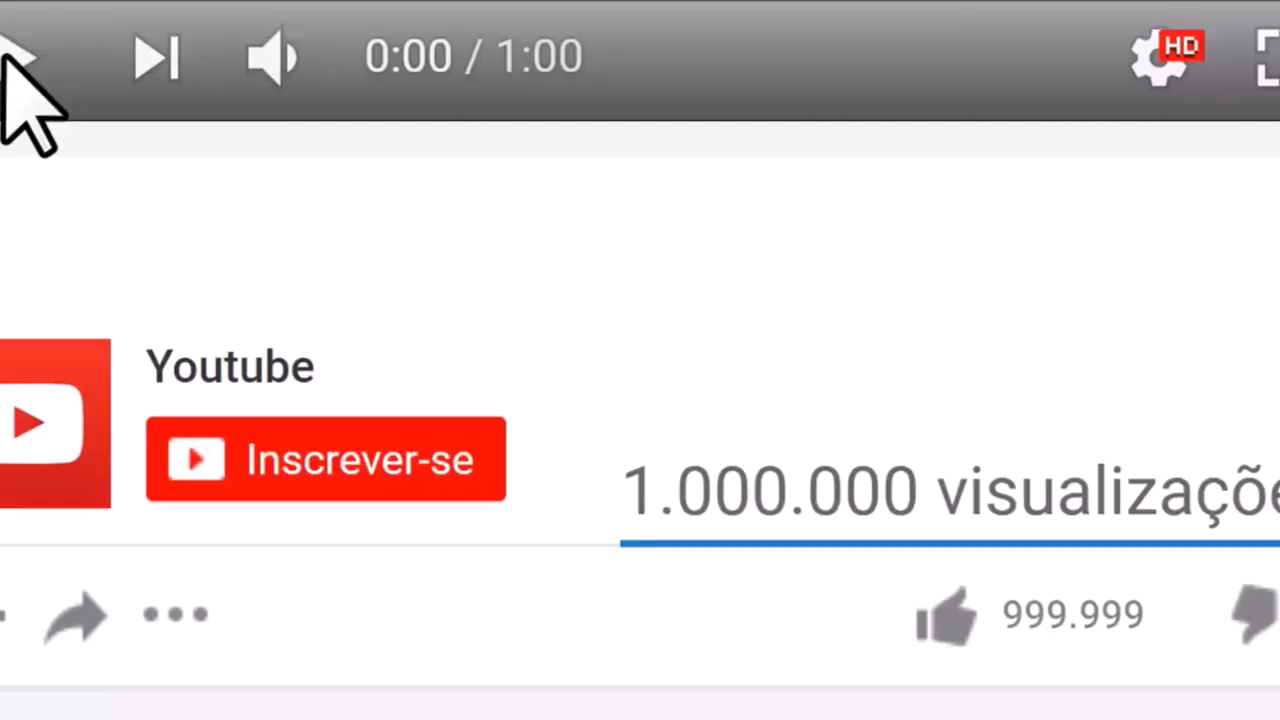 0:00 / 1:00
HD
Youtube
Inscrever-se
1.000.000 visualizaçõe
999.999